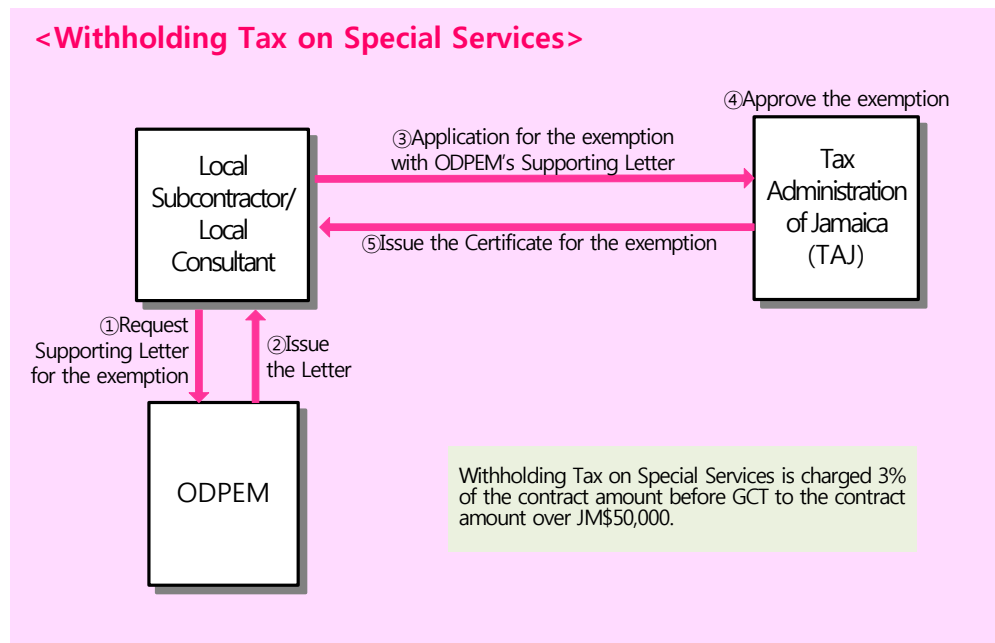 <Withholding Tax on Special Services>
④Approve the exemption
Local
Subcontractor/
Local
Consultant
③Application for the exemption
with ODPEM's Supporting Letter
Tax
Administration
of Jamaica
(TAJ)
⑤Issue the Certificate for the exemption
①Request
Supporting Letter
for the exemption
②Issue
the Letter
ODPEM
Withholding Tax on Special Services is charged 3%
of the contract amount before GCT to the contract
amount over JM$50,000.